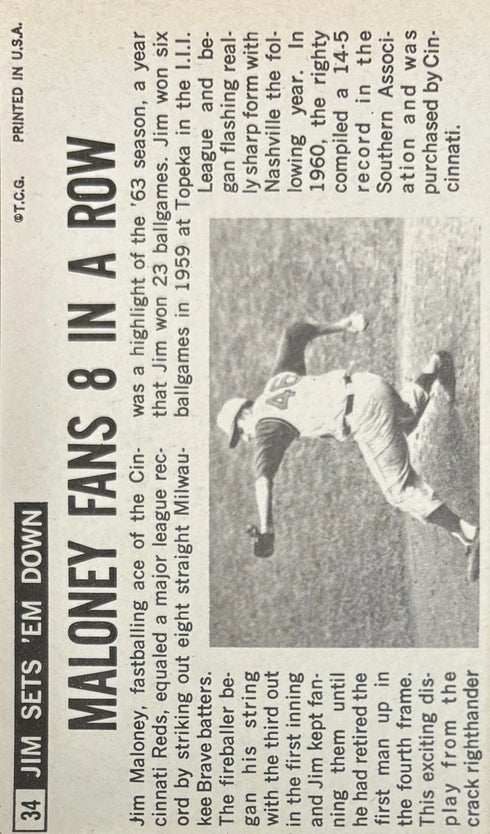 34 JIM SETS 'EM DOWN
©T.C.G. PRINTED IN U.S.A.
MALONEY FANS 8 IN A ROW
Jim Maloney, fastballing ace of the Cin-
cinnati Reds, equaled a major league rec-
ord by striking out eight straight Milwau-
kee Brave batters.
The fireballer be-
gan his string
with the third out
in the first inning
and Jim kept fan-
ning them until
he had retired the
first man up in
the fourth frame.
This exciting dis-
play from the
crack righthander
was a highlight of the '63 season, a year
that Jim won 23 ballgames. Jim won six
ballgames in 1959 at Topeka in the I.I.I.
League and be-
gan flashing real-
ly sharp form with
Nashville the fol-
lowing year. In
1960, the righty
compiled a 14-5
record in the
Southern Associ-
ation and was
purchased by Cin-
cinnati.
46